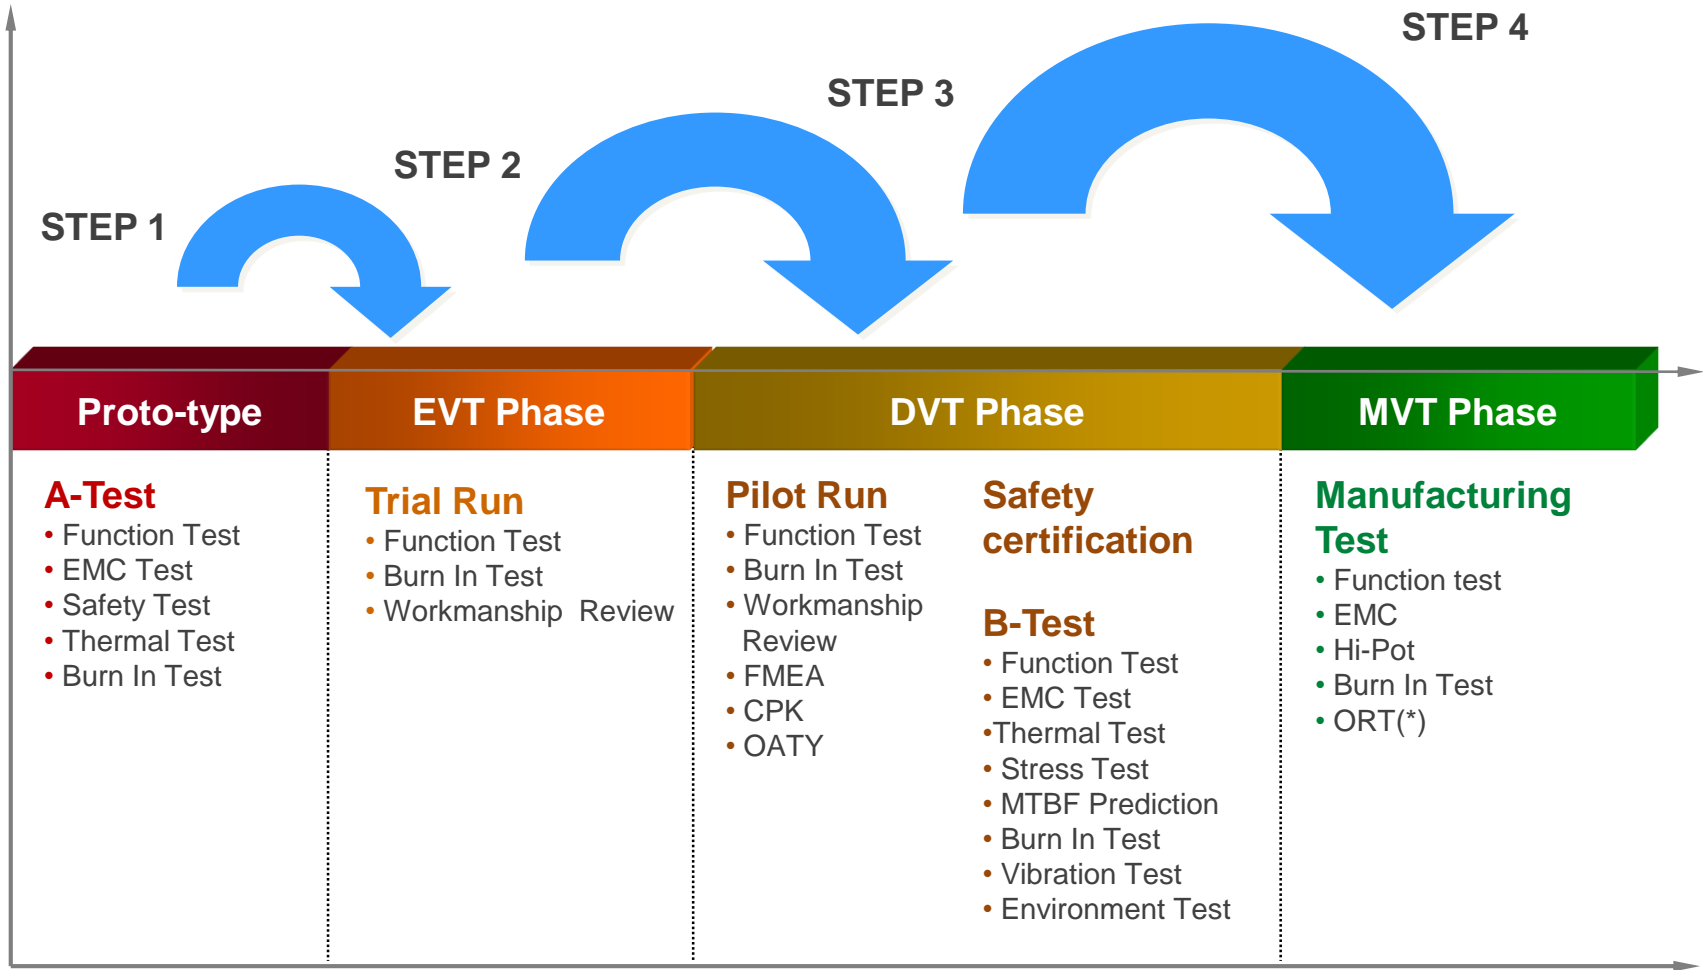 STEP 1
STEP 2
STEP 3
STEP 4
Proto-type
EVT Phase
DVT Phase
MVT Phase
A-Test
• Function Test
• EMC Test
• Safety Test
• Thermal Test
• Burn In Test
Trial Run
• Function Test
• Burn In Test
• Workmanship Review
Pilot Run
• Function Test
• Burn In Test
• Workmanship
Review
• FMEA
• CPK
• OATY
Safety
certification
B-Test
• Function Test
• EMC Test
•Thermal Test
• Stress Test
• MTBF Prediction
• Burn In Test
• Vibration Test
• Environment Test
Manufacturing
Test
• Function test
• EMC
• Hi-Pot
• Burn In Test
• ORT(*)